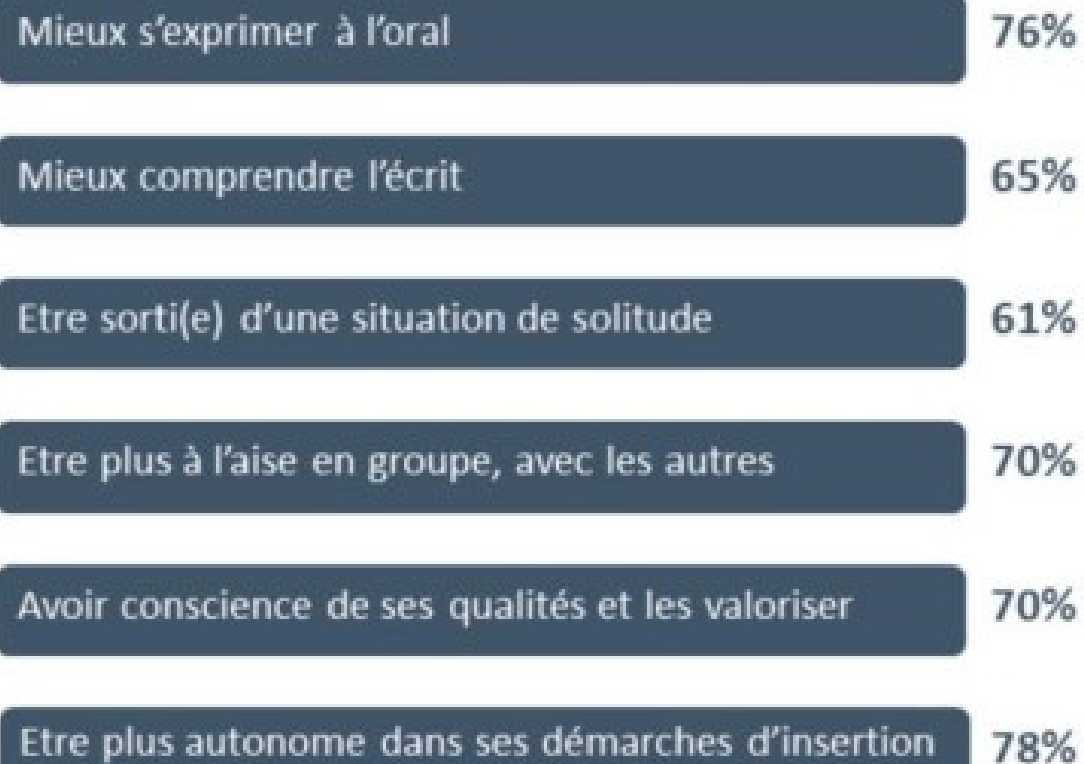 Mieux s'exprimer à l'oral 76%
Mieux comprendre l'écrit 65%
Etre sorti(e) d'une situation de solitude 61%
Etre plus à l'aise en groupe, avec les autres 70%
Avoir conscience de ses qualités et les valoriser 70%
Etre plus autonome dans ses démarches d'insertion 78%